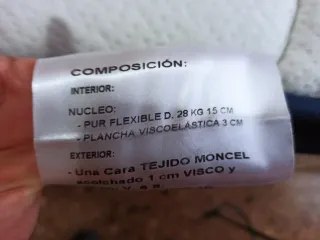 COMPOSICIÓN:
INTERIOR:
NUCLEO:
- PUR FLEXIBLE D. 28 KG 15 CM
- PLANCHA VISCOELÁSTICA 3 CM
EXTERIOR:
- Una Cara TEJIDO MONCEL
acolchado 1 cm VISCO y